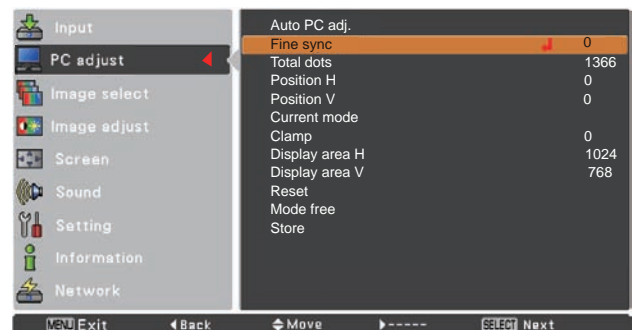 Input
PC adjust
Image select
Image adjust
Screen
Sound
Setting
Information
Network
Auto PC adj.
Fine sync 0
Total dots 1366
Position H 0
Position V 0
Current mode
Clamp 0
Display area H 1024
Display area V 768
Reset
Mode free
Store
MENU Exit Back Move ----- SELECT Next